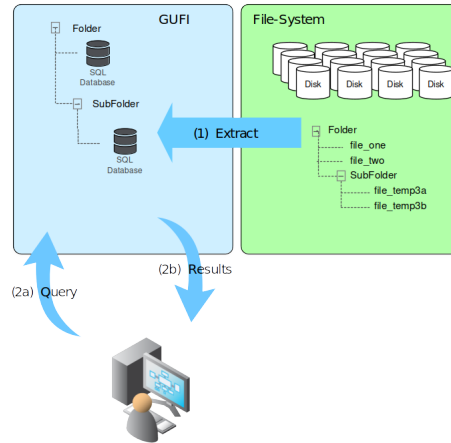 GUFI
Folder
SQL
Database
SubFolder
SQL
Database
File-System
Disk
Disk
Disk
Disk
(1) Extract
Folder
file_one
file_two
SubFolder
file_temp3a
file_temp3b
(2b) Results
(2a) Query